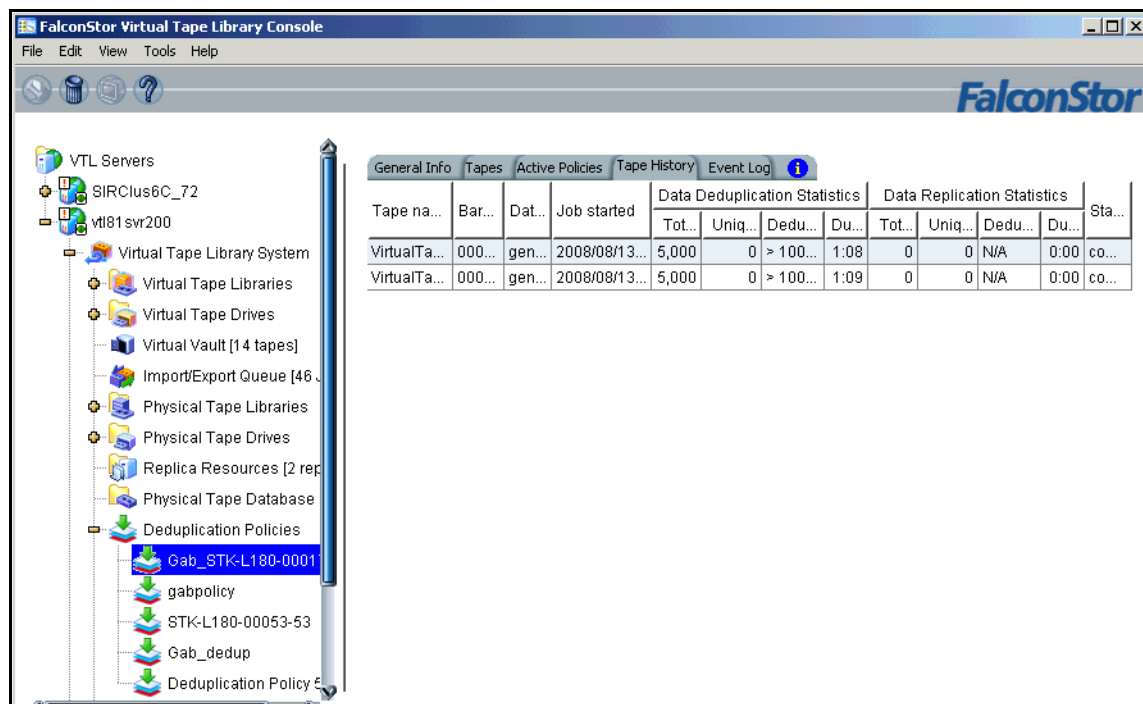 FalconStor Virtual Tape Library Console
File Edit View Tools Help
FalconStor
VTL Servers
SIRClus6C_72
vtl81svr200
Virtual Tape Library System
Virtual Tape Libraries
Virtual Tape Drives
Virtual Vault [14 tapes]
Import/Export Queue [46
Physical Tape Libraries
Physical Tape Drives
Replica Resources [2 rep
Physical Tape Database
Deduplication Policies
Gab_STK-L180-0001
gabpolicy
STK-L180-00053-53
Gab_dedup
Deduplication Policy 5
General Info Tapes Active Policies Tape History Event Log i
Tape na... Bar... Dat... Job started Data Deduplication Statistics Data Replication Statistics Sta...
Tot... Uniq... Dedu... Du... Tot... Uniq... Dedu... Du...
VirtualTa... 000... gen... 2008/08/13... 5,000 0 > 100... 1:08 0 0 N/A 0:00 co...
VirtualTa... 000... gen... 2008/08/13... 5,000 0 > 100... 1:09 0 0 N/A 0:00 co...